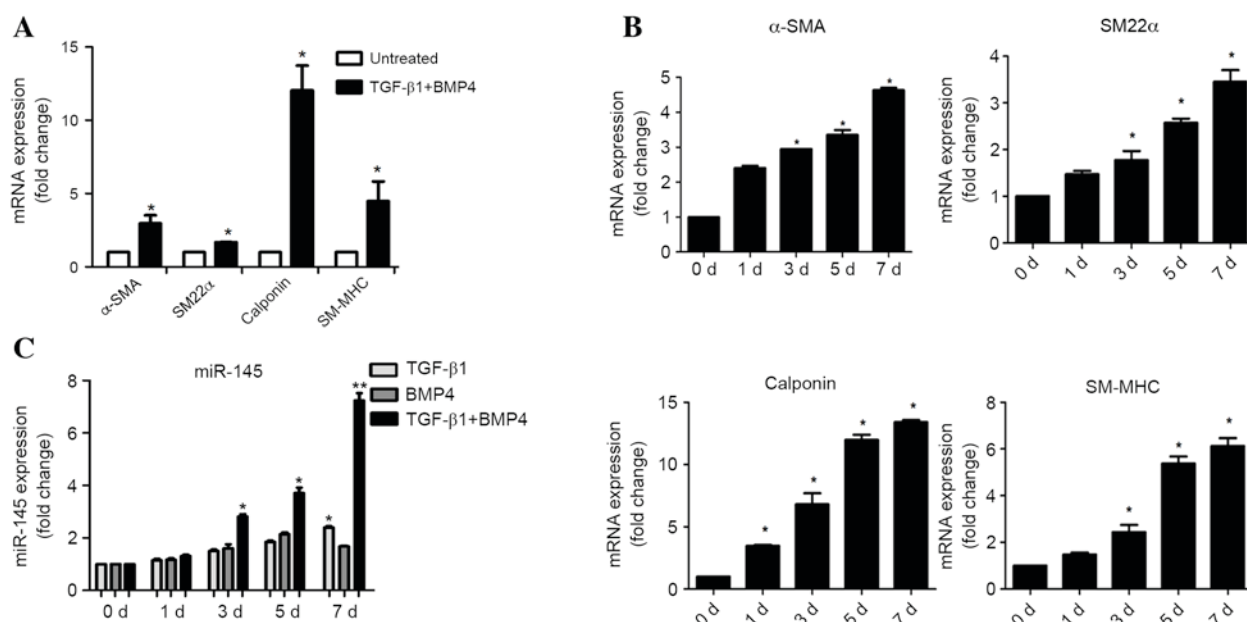 A
mRNA expression
(fold change)
15
10
5
0
Untreated
TGF-β1+BMP4
*
*
*
*
α-SMA
SM22α
Calponin
SM-MHC
B
α-SMA
mRNA expression
(fold change)
5
4
3
2
1
0
*
*
*
0 d
1 d
3 d
5 d
7 d
SM22α
mRNA expression
(fold change)
4
3
2
1
0
*
*
*
0 d
1 d
3 d
5 d
7 d
C
miR-145
miR-145 expression
(fold change)
8
6
4
2
0
TGF-β1
BMP4
TGF-β1+BMP4
*
*
*
**
0 d
1 d
3 d
5 d
7 d
Calponin
mRNA expression
(fold change)
15
10
5
0
*
*
*
*
0 d
1 d
3 d
5 d
7 d
SM-MHC
mRNA expression
(fold change)
8
6
4
2
0
*
*
*
0 d
1 d
3 d
5 d
7 d